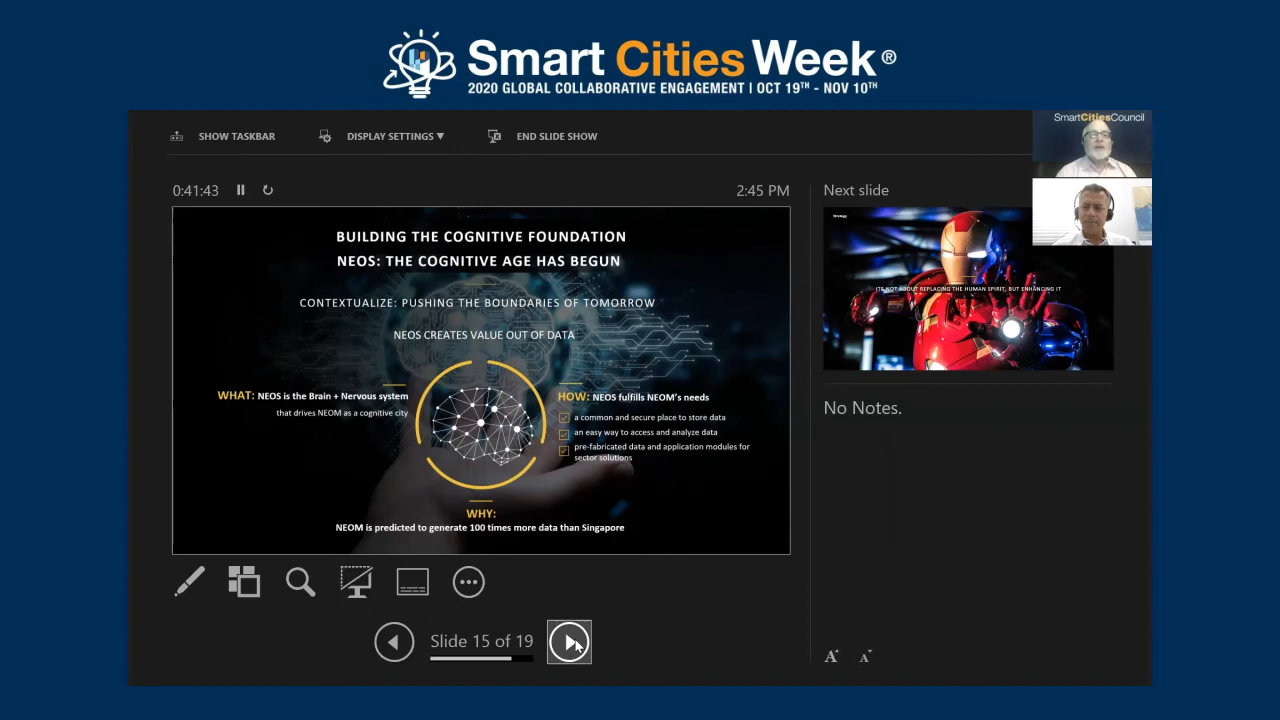 Smart Cities Week®
2020 GLOBAL COLLABORATIVE ENGAGEMENT | OCT 19TH - NOV 10TH
SHOW TASKBAR
DISPLAY SETTINGS ▼
END SLIDE SHOW
SmartCitiesCouncil
0:41:43
2:45 PM
BUILDING THE COGNITIVE FOUNDATION
NEOS: THE COGNITIVE AGE HAS BEGUN
CONTEXTUALIZE: PUSHING THE BOUNDARIES OF TOMORROW
NEOS CREATES VALUE OUT OF DATA
WHAT: NEOS is the Brain + Nervous system
that drives NEOM as a cognitive city
HOW: NEOS fulfills NEOM's needs
a common and secure place to store data
an easy way to access and analyze data
pre-fabricated data and application modules for
sector solutions
WHY:
NEOM is predicted to generate 100 times more data than Singapore
Slide 15 of 19
Next slide
Strategy
ITS NOT ABOUT REPLACING THE HUMAN SPIRIT, BUT ENHANCING IT
No Notes.
A A